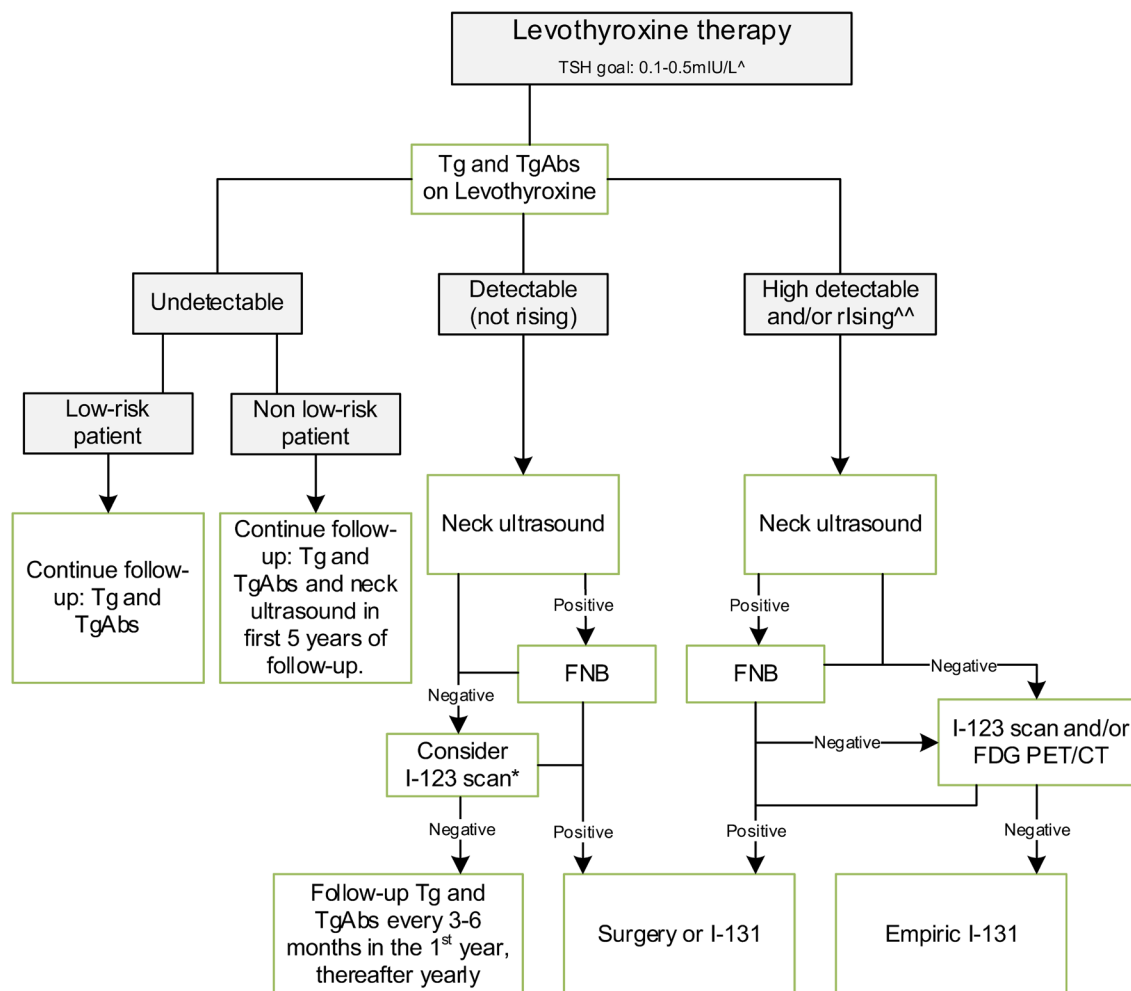 Levothyroxine therapy
TSH goal: 0.1-0.5mIU/L^
Tg and TgAbs
on Levothyroxine
Undetectable
Detectable
(not rising)
High detectable
and/or rIsing^^
Low-risk
patient
Non low-risk
patient
Continue follow-
up: Tg and
TgAbs
Continue follow-
up: Tg and
TgAbs and neck
ultrasound in
first 5 years of
follow-up.
Neck ultrasound
Neck ultrasound
Positive
Positive
FNB
FNB
Negative
Negative
Consider
I-123 scan*
Negative
I-123 scan and/or
FDG PET/CT
Negative
Positive
Positive
Negative
Follow-up Tg and
TgAbs every 3-6
months in the 1st year,
thereafter yearly
Surgery or I-131
Empiric I-131